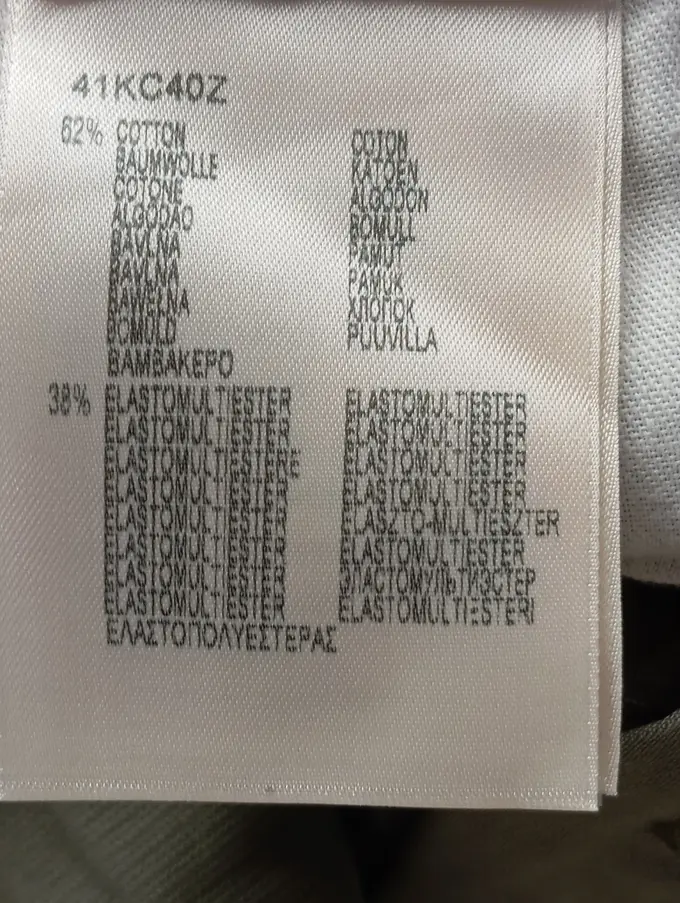 41KC40Z
62% COTTON
BAUMWOLLE
COTONE
ALGODAO
BAVLNA
BAVLNA
BAWEŁNA
BOMULD
BAMBAKEPO
COTON
KATOEN
ALGODON
BOMULL
PAMUT
PAMUK
ХЛОПОК
PUUVILLA
38% ELASTOMULTIESTER
ELASTOMULTIESTER
ELASTOMULTIESTERE
ELASTOMULTIESTER
ELASTOMULTIESTER
ELASTOMULTIESTER
ELASTOMULTIESTER
ELASTOMULTIESTER
ΕΛΑΣΤΟΠΟΛΥΕΣΤΕΡΑΣ
ELASTOMULTIESTER
ELASTOMULTIESTER
ELASTOMULTIESTER
ELASTOMULTIESTER
ELASZTO-MULTIESZTER
ELASTOMULTIESTER
ЭЛАСТОМУЛЬТИЭСТЕР
ELASTOMULTIESTERI